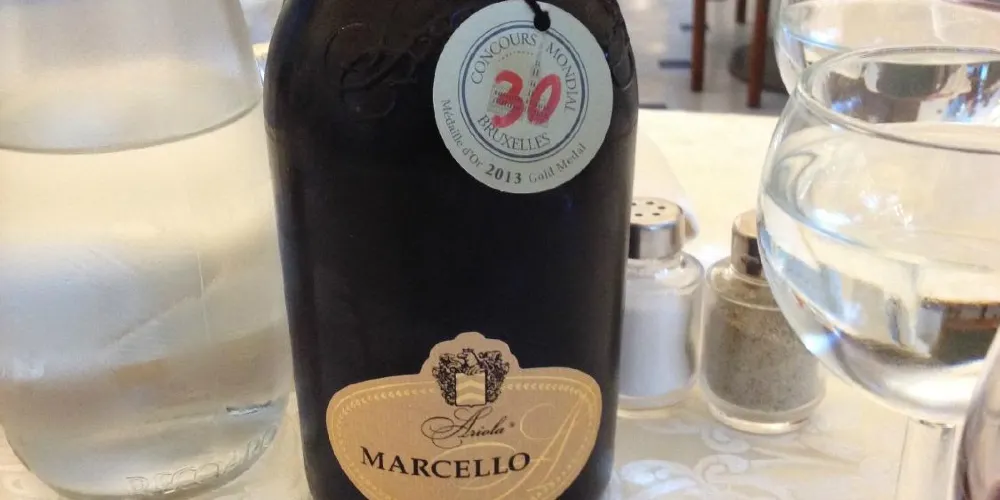 CONCOURS MONDIAL
30
BRUXELLES
Médaille d'Or 2013 Gold Medal
Ariola®
MARCELLO